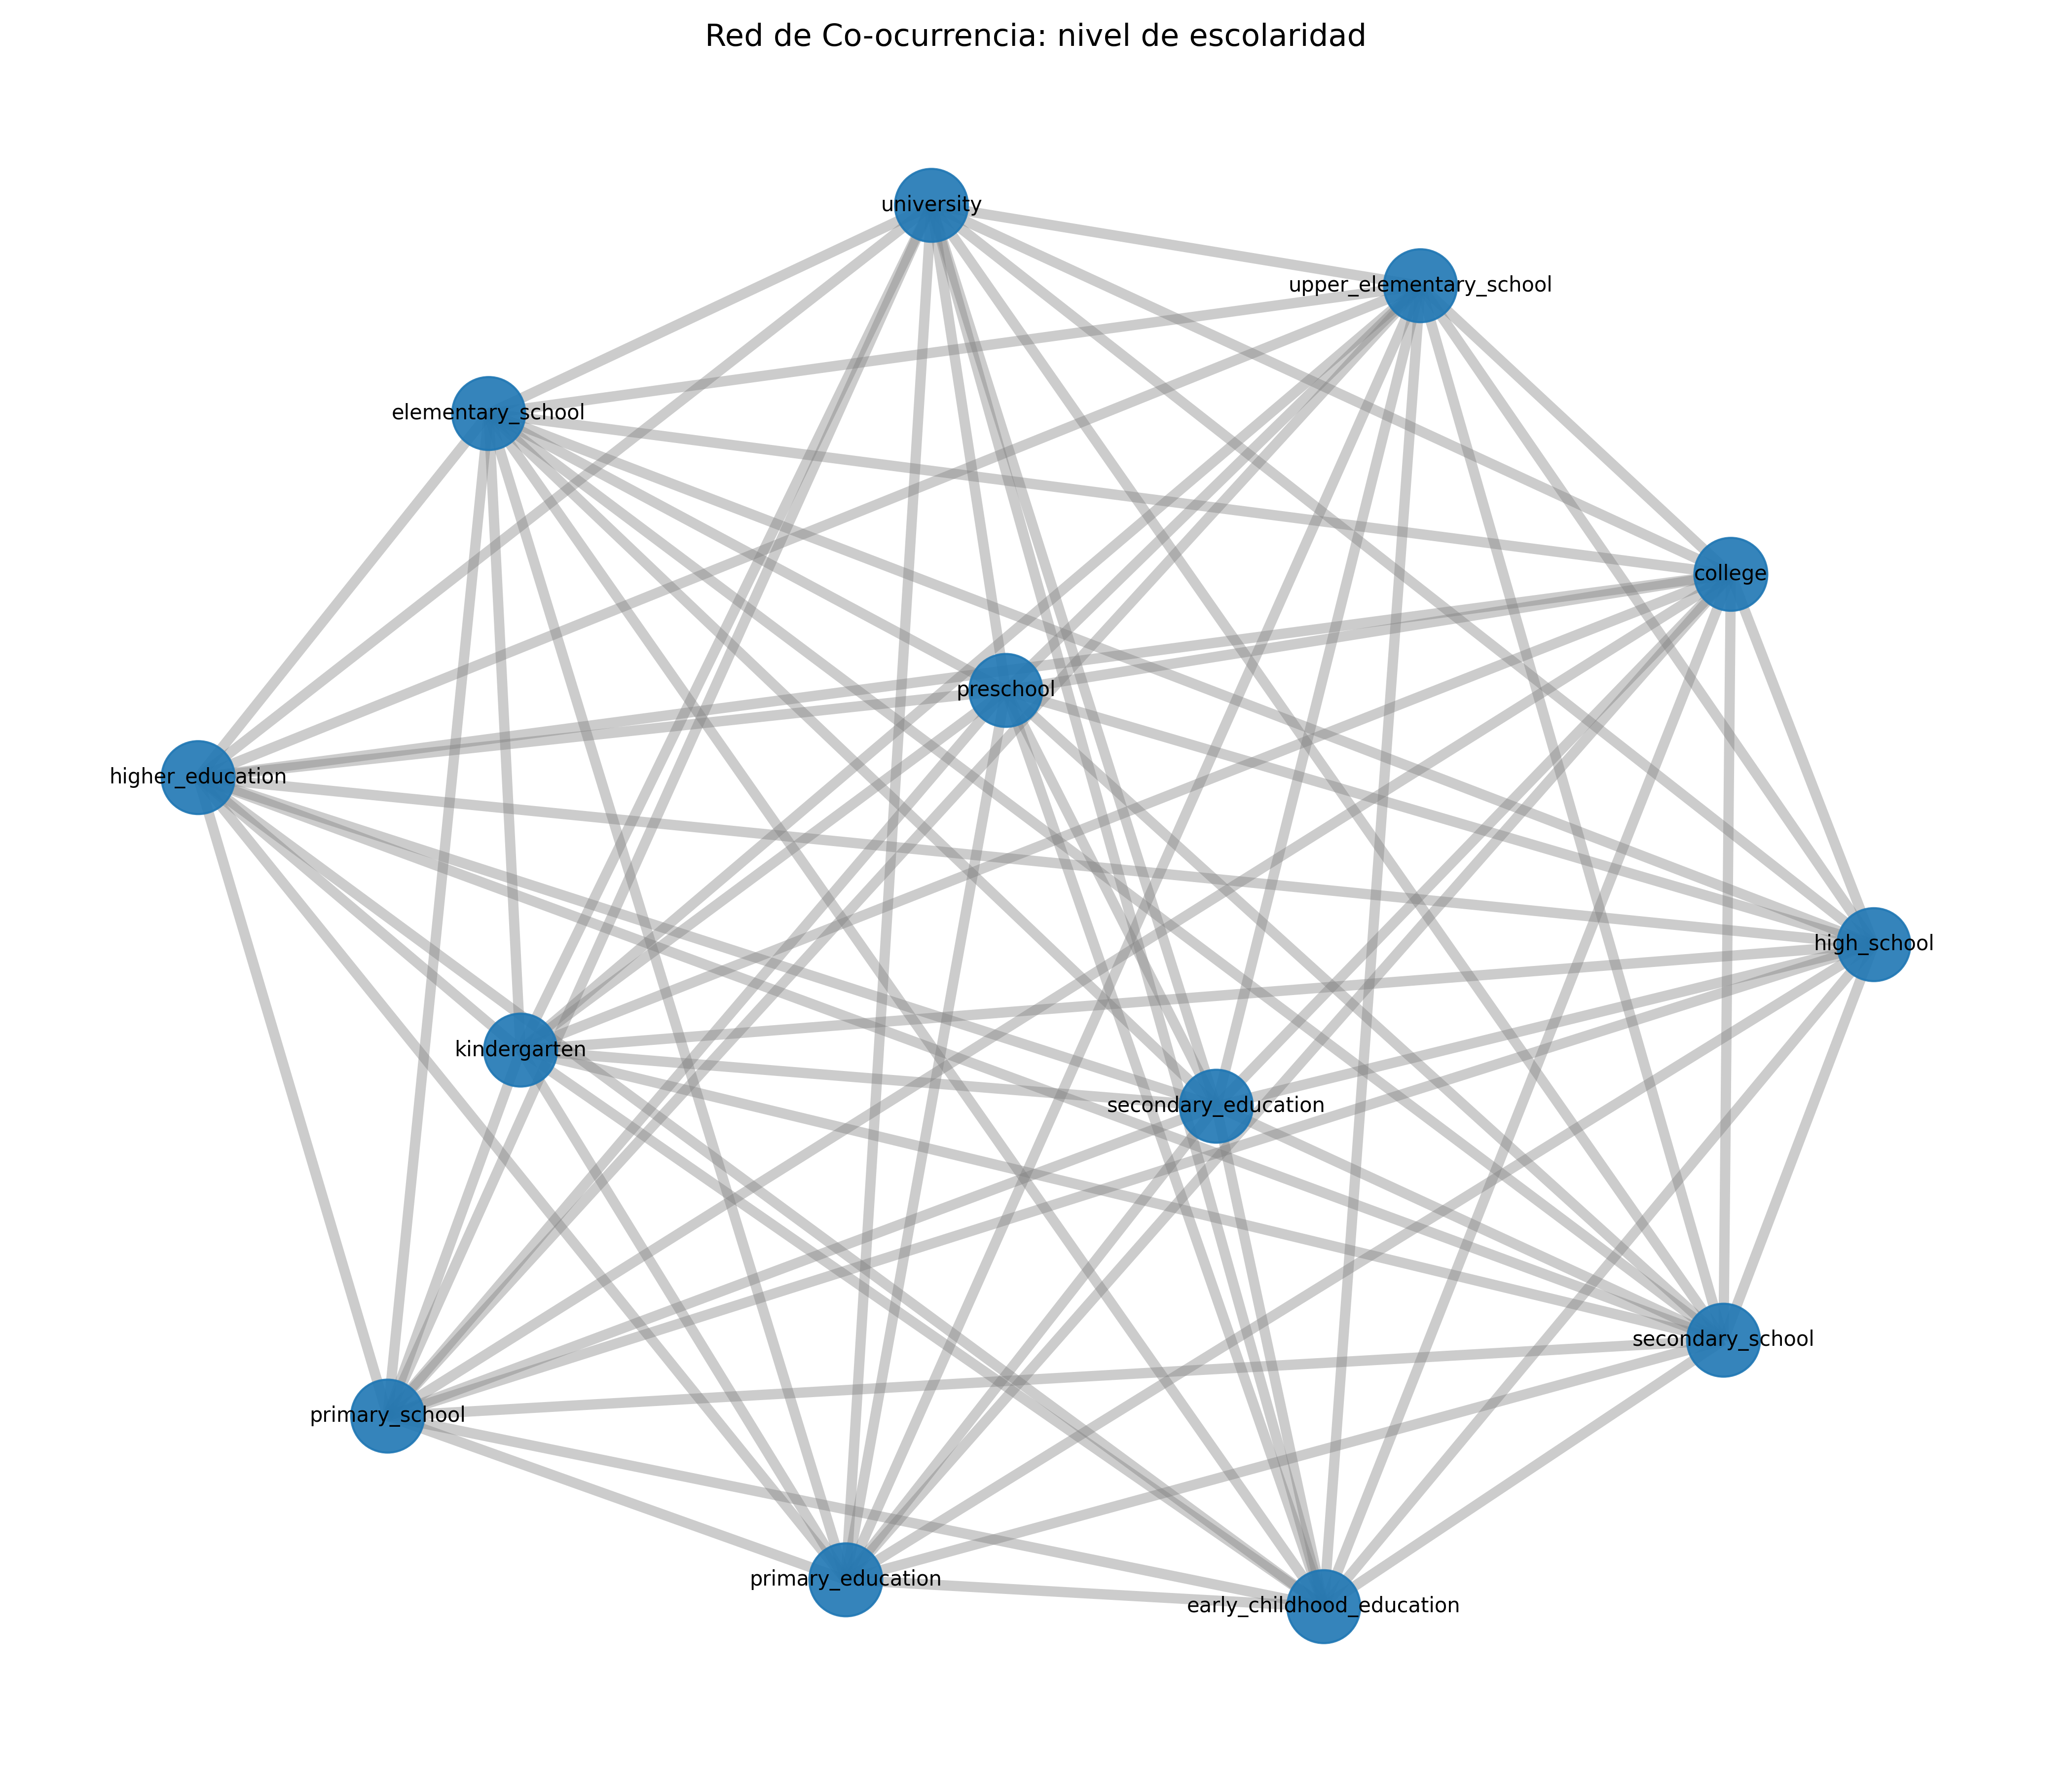 Red de Co-ocurrencia: nivel de escolaridad
university
upper_elementary_school
elementary_school
college
preschool
higher_education
high_school
kindergarten
secondary_education
secondary_school
primary_school
primary_education
early_childhood_education